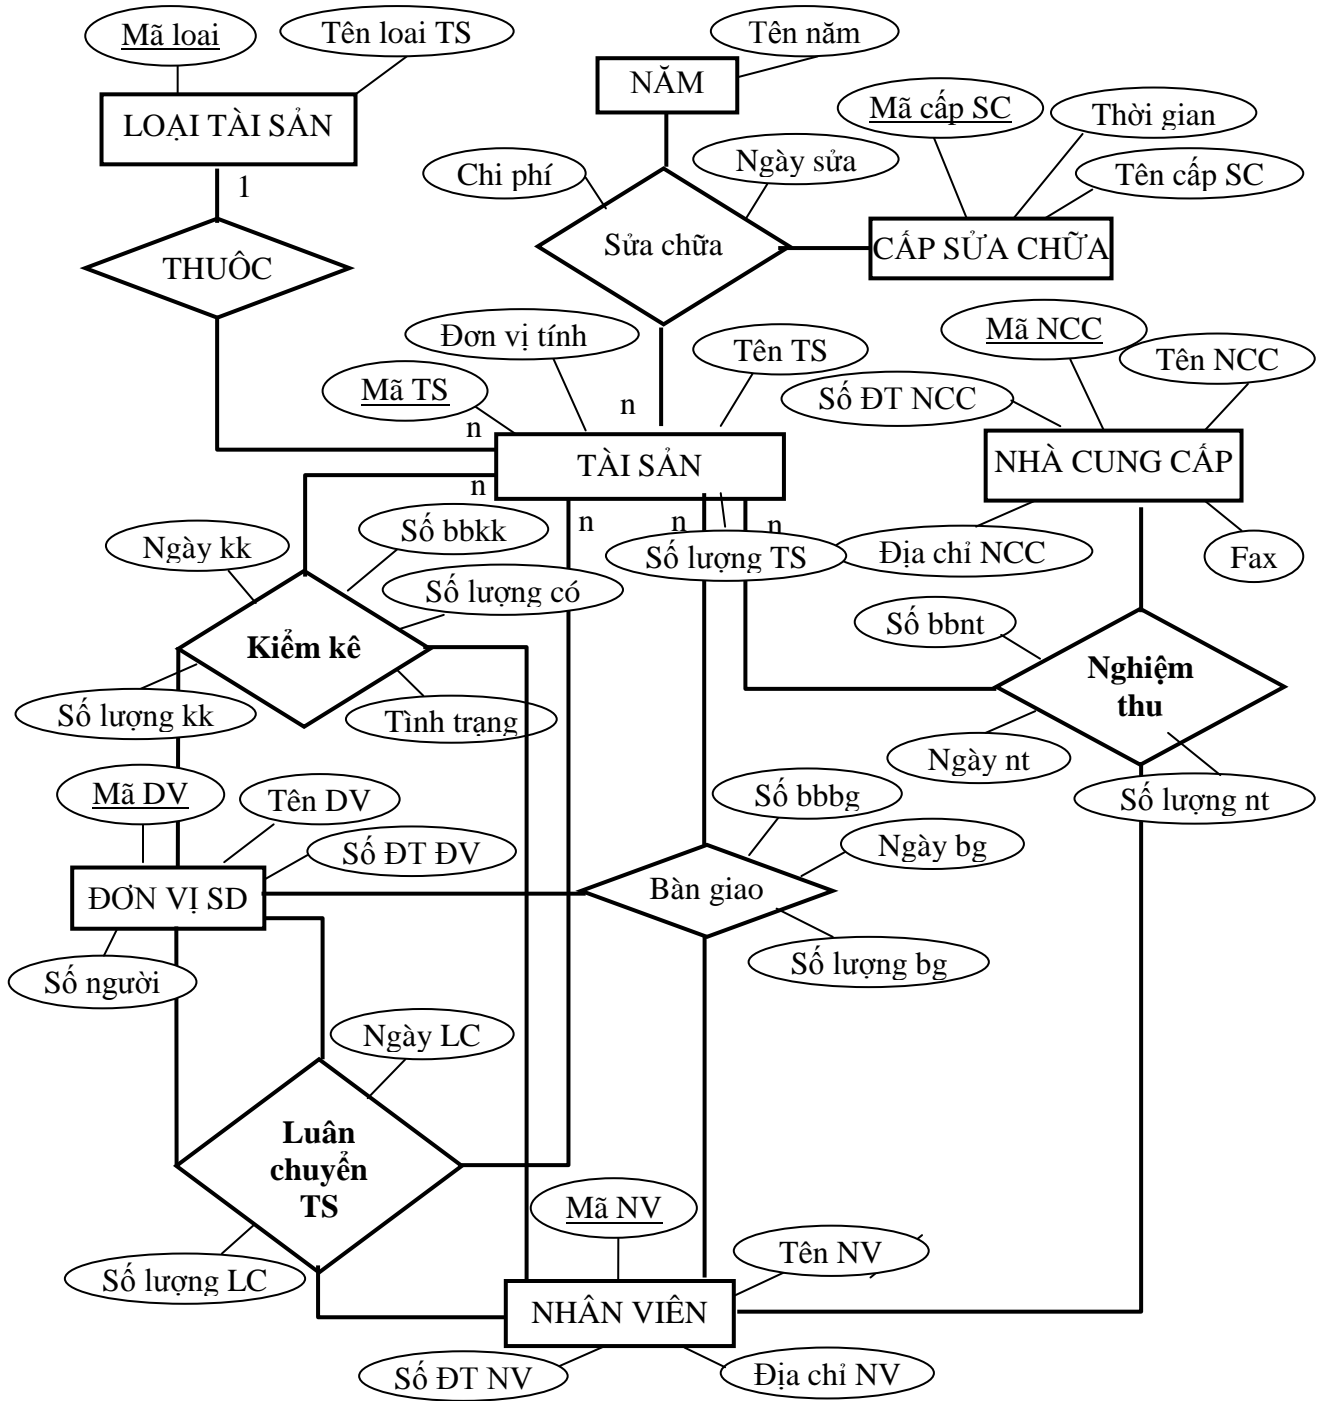 Mã loai
Tên loai TS
Tên năm
NĂM
LOẠI TÀI SẢN
Mã cấp SC
Thời gian
1
Chi phí
Ngày sửa
Tên cấp SC
THUÔC
Sửa chữa
CẤP SỬA CHỮA
Đơn vị tính
Tên TS
Mã NCC
Tên NCC
Mã TS
n
Số ĐT NCC
n
TÀI SẢN
NHÀ CUNG CẤP
n
n
n
n
Ngày kk
Số bbkk
Số lượng TS
Địa chỉ NCC
Fax
Số lượng có
Số bbnt
Kiểm kê
Nghiệm
thu
Số lượng kk
Tình trạng
Ngày nt
Mã DV
Tên DV
Số bbbg
Số lượng nt
Số ĐT ĐV
Ngày bg
ĐƠN VỊ SD
Bàn giao
Số người
Số lượng bg
Ngày LC
Luân
chuyển
TS
Mã NV
Tên NV
Số lượng LC
NHÂN VIÊN
Số ĐT NV
Địa chỉ NV